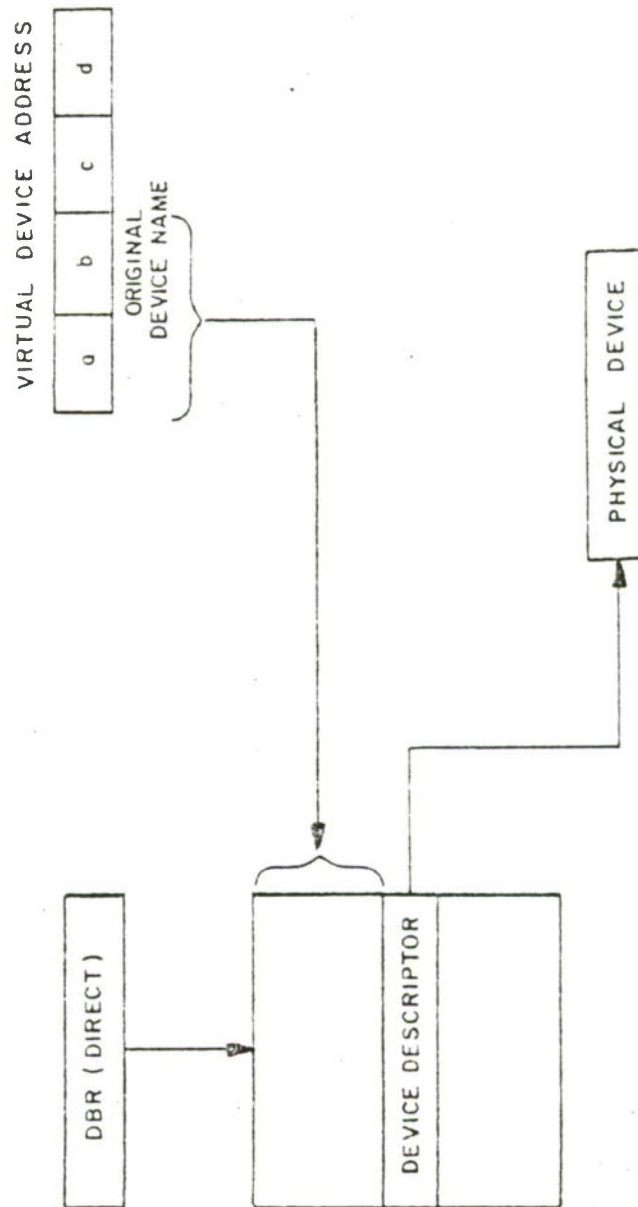 VIRTUAL DEVICE ADDRESS
a b c d
ORIGINAL
DEVICE NAME
DBR (DIRECT)
DEVICE DESCRIPTOR
PHYSICAL DEVICE